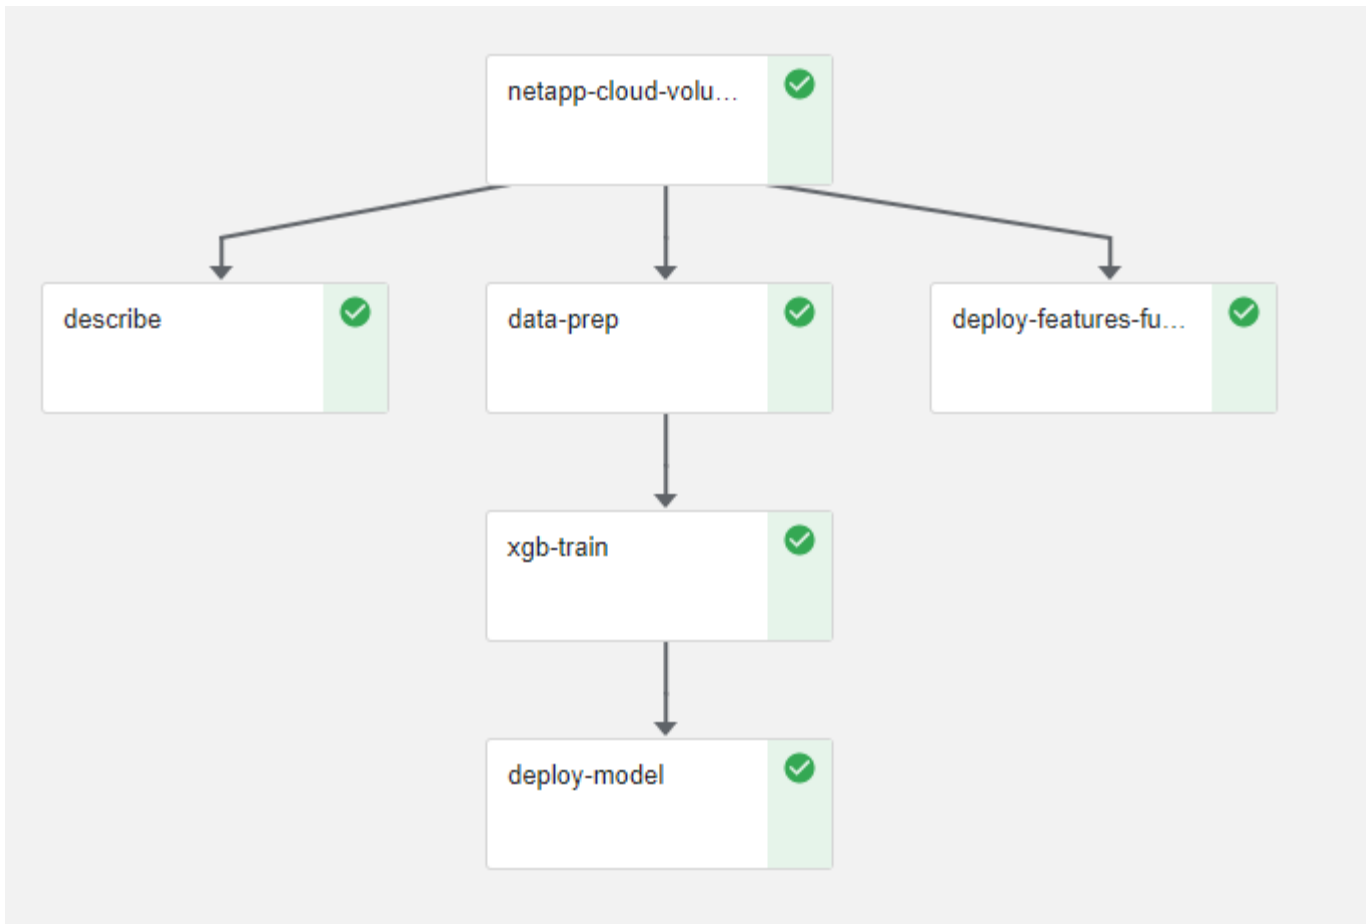 netapp-cloud-volu...
describe
data-prep
deploy-features-fu...
xgb-train
deploy-model